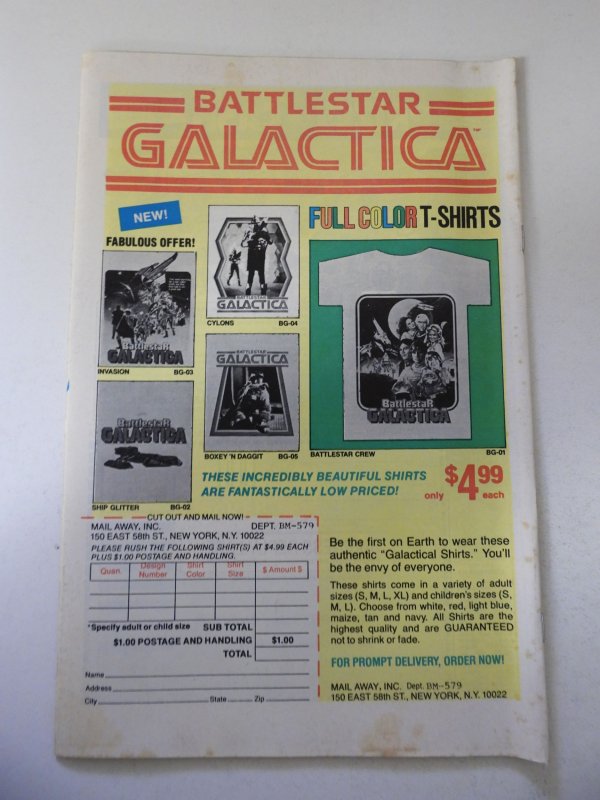 BATTLESTAR
GALACTICA™
NEW!
FABULOUS OFFER!
FULL COLOR T-SHIRTS
BATTLESTAR
GALACTICA
CYLONS BG-04
BattlestaR
GALACTICA
INVASION BG-03
BATTLESTAR
GALACTICA
BOXEY 'N DAGGIT BG-05
BattlestaR
GALACTICA
SHIP GLITTER BG-02
BattlestaR
GALACTICA
BATTLESTAR CREW BG-01
THESE INCREDIBLY BEAUTIFUL SHIRTS
ARE FANTASTICALLY LOW PRICED!
only $4.99 each
CUT OUT AND MAIL NOW!
MAIL AWAY, INC. DEPT. BM-579
150 EAST 58th ST., NEW YORK, N.Y. 10022
PLEASE RUSH THE FOLLOWING SHIRT(S) AT $4.99 EACH
PLUS $1.00 POSTAGE AND HANDLING.
Quan. Design Number Shirt Color Shirt Size $ Amount $
*Specify adult or child size SUB TOTAL
$1.00 POSTAGE AND HANDLING $1.00
TOTAL
Name
Address
City State Zip
Be the first on Earth to wear these
authentic "Galactical Shirts." You'll
be the envy of everyone.
These shirts come in a variety of adult
sizes (S, M, L, XL) and children's sizes (S,
M, L). Choose from white, red, light blue,
maize, tan and navy. All Shirts are the
highest quality and are GUARANTEED
not to shrink or fade.
FOR PROMPT DELIVERY, ORDER NOW!
MAIL AWAY, INC. Dept. BM-579
150 EAST 58th ST., NEW YORK, N.Y. 10022